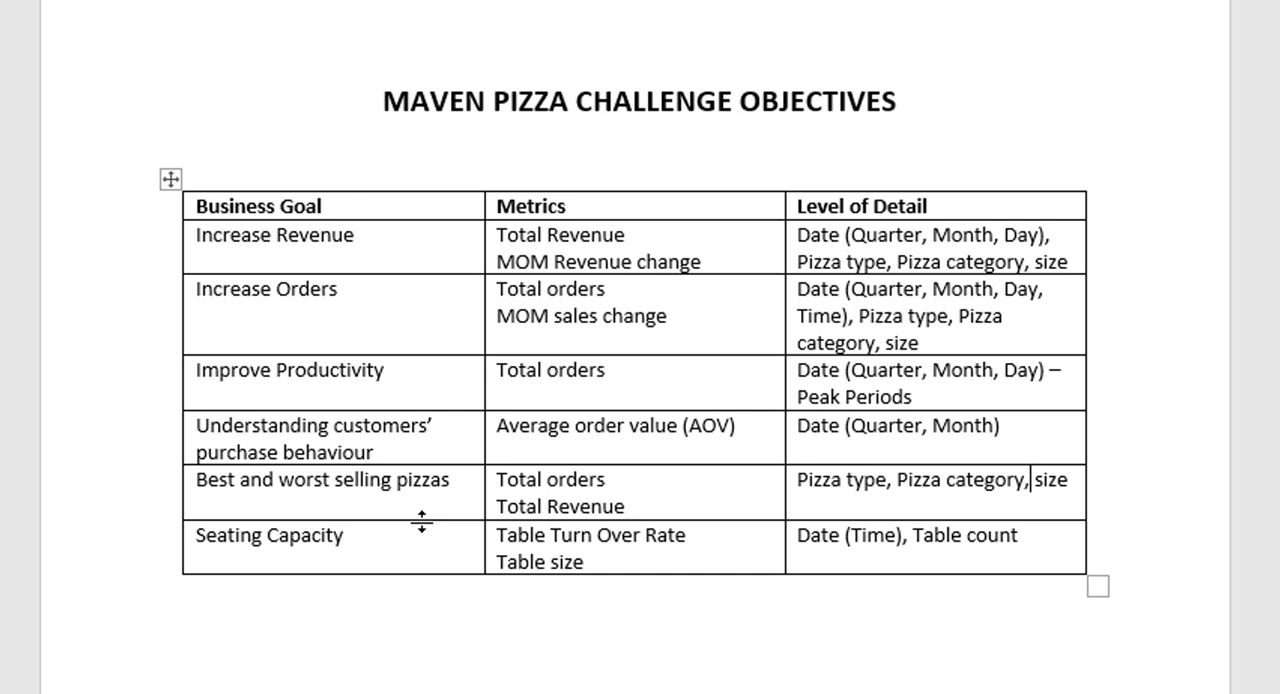 MAVEN PIZZA CHALLENGE OBJECTIVES
Business Goal Metrics Level of Detail
Increase Revenue Total Revenue Date (Quarter, Month, Day),
MOM Revenue change Pizza type, Pizza category, size
Increase Orders Total orders Date (Quarter, Month, Day,
MOM sales change Time), Pizza type, Pizza
category, size
Improve Productivity Total orders Date (Quarter, Month, Day) –
Peak Periods
Understanding customers’ Average order value (AOV) Date (Quarter, Month)
purchase behaviour
Best and worst selling pizzas Total orders Pizza type, Pizza category, size
Total Revenue
Seating Capacity Table Turn Over Rate Date (Time), Table count
Table size